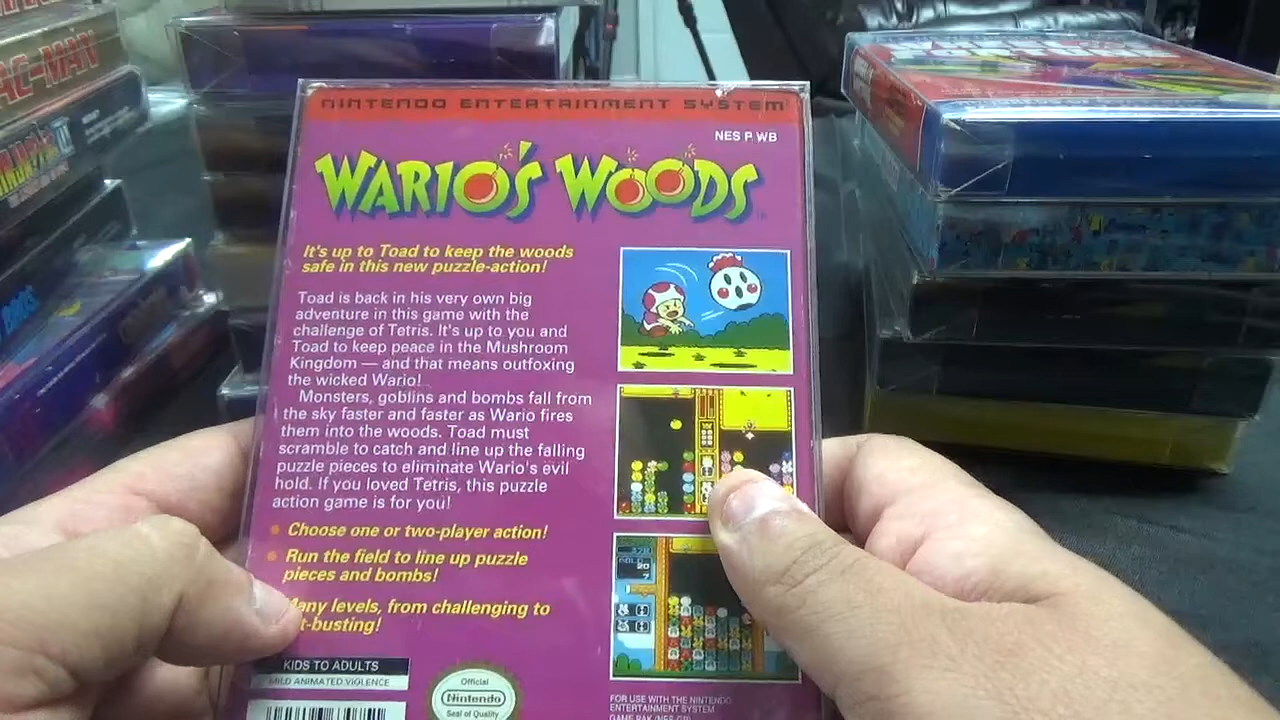 AC-MAN
NINTENDO ENTERTAINMENT SYSTEM
NES P WB
WARIO'S WOODS
It's up to Toad to keep the woods
safe in this new puzzle-action!
Toad is back in his very own big
adventure in this game with the
challenge of Tetris. It's up to you and
Toad to keep peace in the Mushroom
Kingdom — and that means outfoxing
the wicked Wario!
Monsters, goblins and bombs fall from
the sky faster and faster as Wario fires
them into the woods. Toad must
scramble to catch and line up the falling
puzzle pieces to eliminate Wario's evil
hold. If you loved Tetris, this puzzle
action game is for you!
Choose one or two-player action!
Run the field to line up puzzle
pieces and bombs!
Many levels, from challenging to
t-busting!
KIDS TO ADULTS
MILD ANIMATED VIOLENCE
Official
Nintendo
Seal of Quality
FOR USE WITH THE NINTENDO
ENTERTAINMENT SYSTEM
GAME PAK (NES-GP)